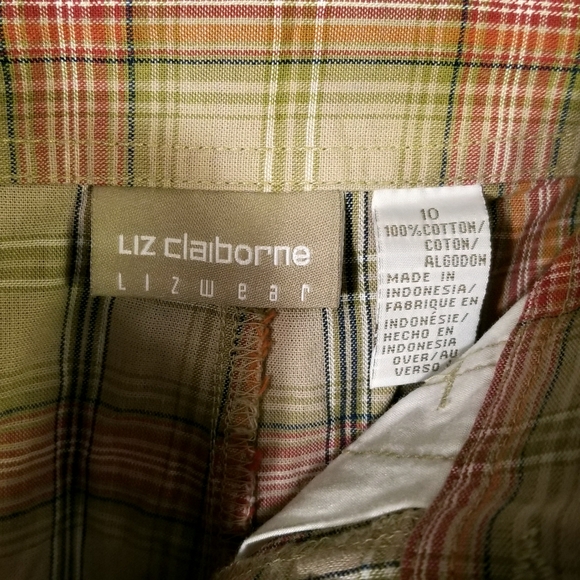 LIZ claiborne
LIZWear
10
100%COTTON/
COTON/
ALGODON
MADE IN
INDONESIA/
FABRIQUE EN
INDONÉSIE/
HECHO EN
INDONESIA
OVER/AU
VERSO